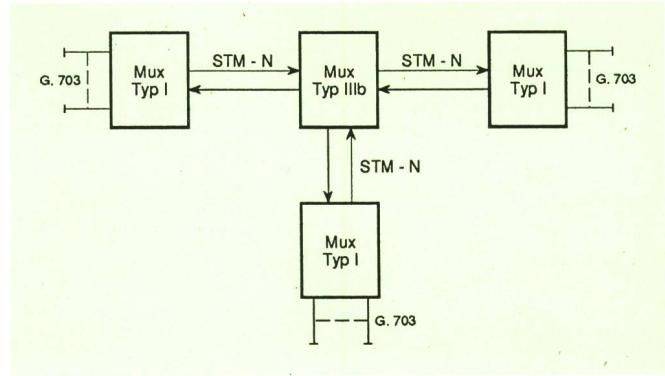 G. 703
Mux
Typ I
STM - N
Mux
Typ IIIb
STM - N
Mux
Typ I
G. 703
STM - N
Mux
Typ I
G. 703